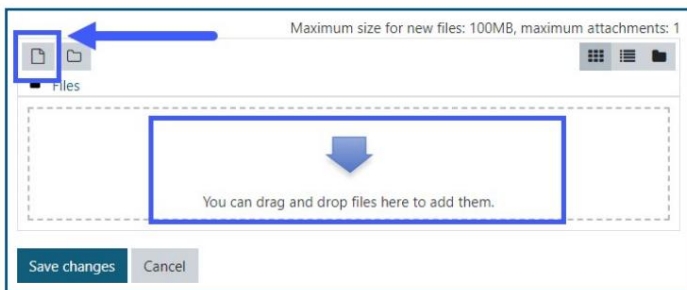 Maximum size for new files: 100MB, maximum attachments: 1
Files
You can drag and drop files here to add them.
Save changes Cancel